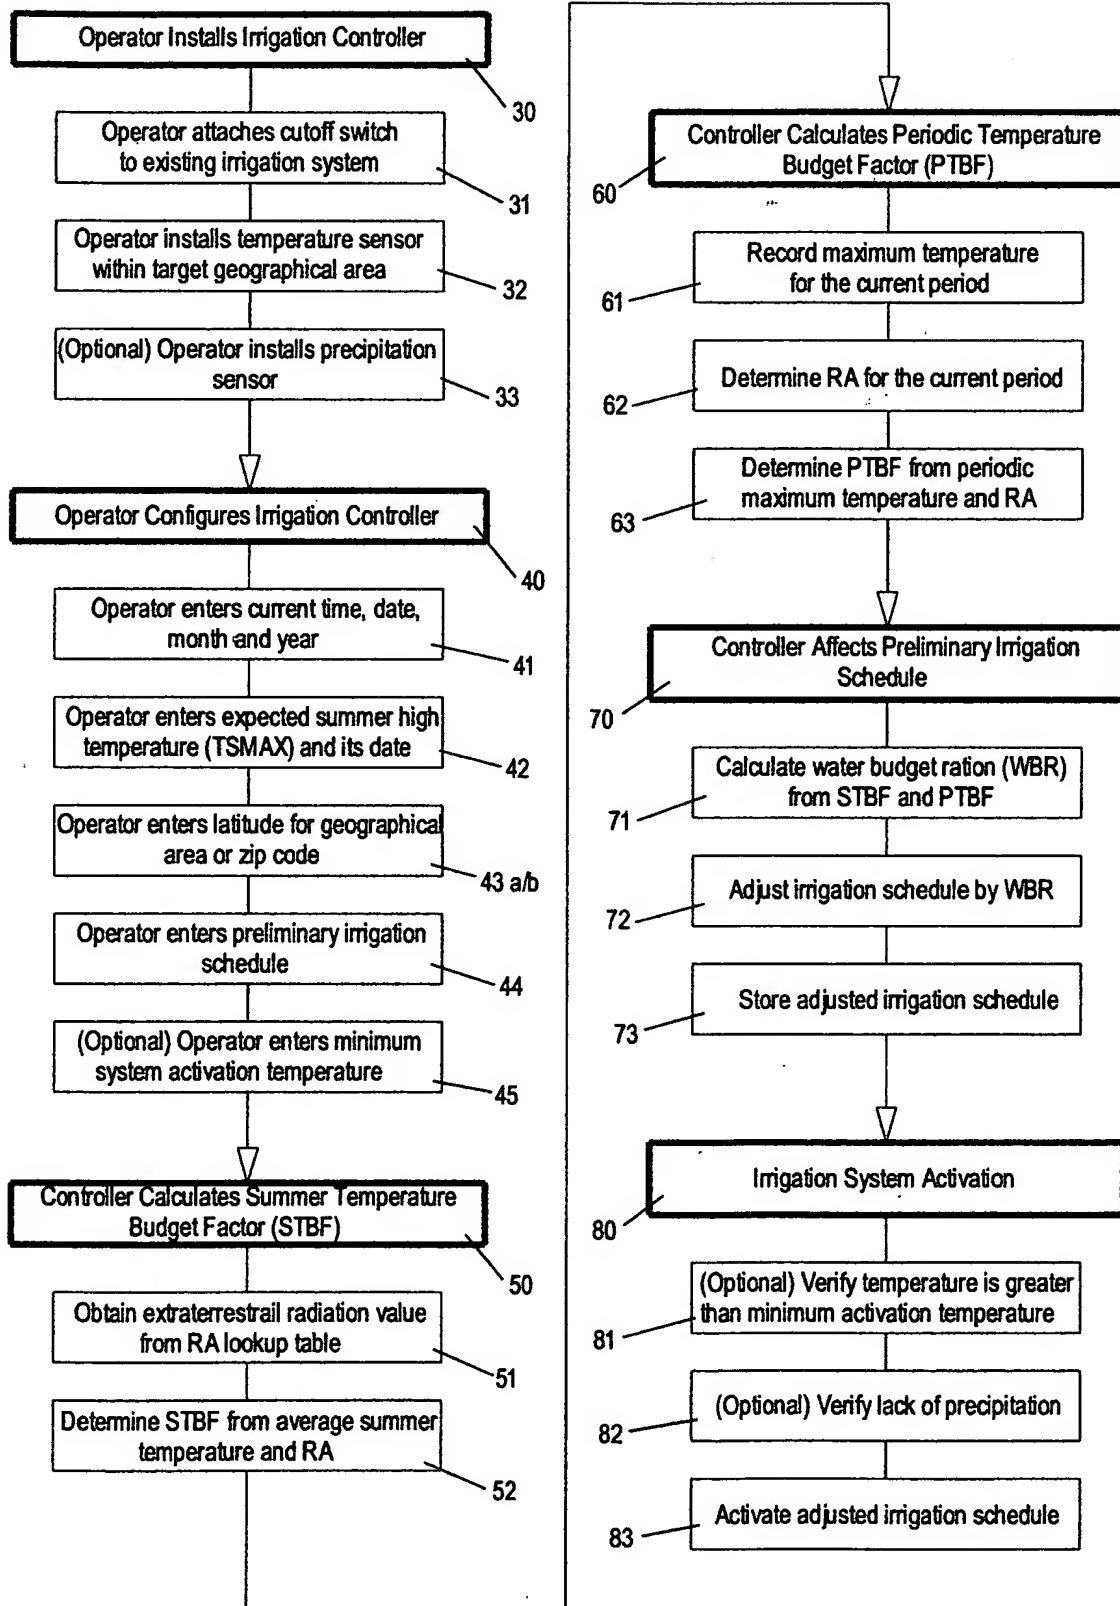 Operator Installs Irrigation Controller
30
Operator attaches cutoff switch
to existing irrigation system
31
Operator installs temperature sensor
within target geographical area
32
(Optional) Operator installs precipitation
sensor
33
Operator Configures Irrigation Controller
40
Operator enters current time, date,
month and year
41
Operator enters expected summer high
temperature (TSMAX) and its date
42
Operator enters latitude for geographical
area or zip code
43 a/b
Operator enters preliminary irrigation
schedule
44
(Optional) Operator enters minimum
system activation temperature
45
Controller Calculates Summer Temperature
Budget Factor (STBF)
50
Obtain extraterrestrail radiation value
from RA lookup table
51
Determine STBF from average summer
temperature and RA
52
Controller Calculates Periodic Temperature
Budget Factor (PTBF)
60
Record maximum temperature
for the current period
61
Determine RA for the current period
62
Determine PTBF from periodic
maximum temperature and RA
63
Controller Affects Preliminary Irrigation
Schedule
70
Calculate water budget ration (WBR)
from STBF and PTBF
71
Adjust irrigation schedule by WBR
72
Store adjusted irrigation schedule
73
Irrigation System Activation
80
(Optional) Verify temperature is greater
than minimum activation temperature
81
(Optional) Verify lack of precipitation
82
Activate adjusted irrigation schedule
83